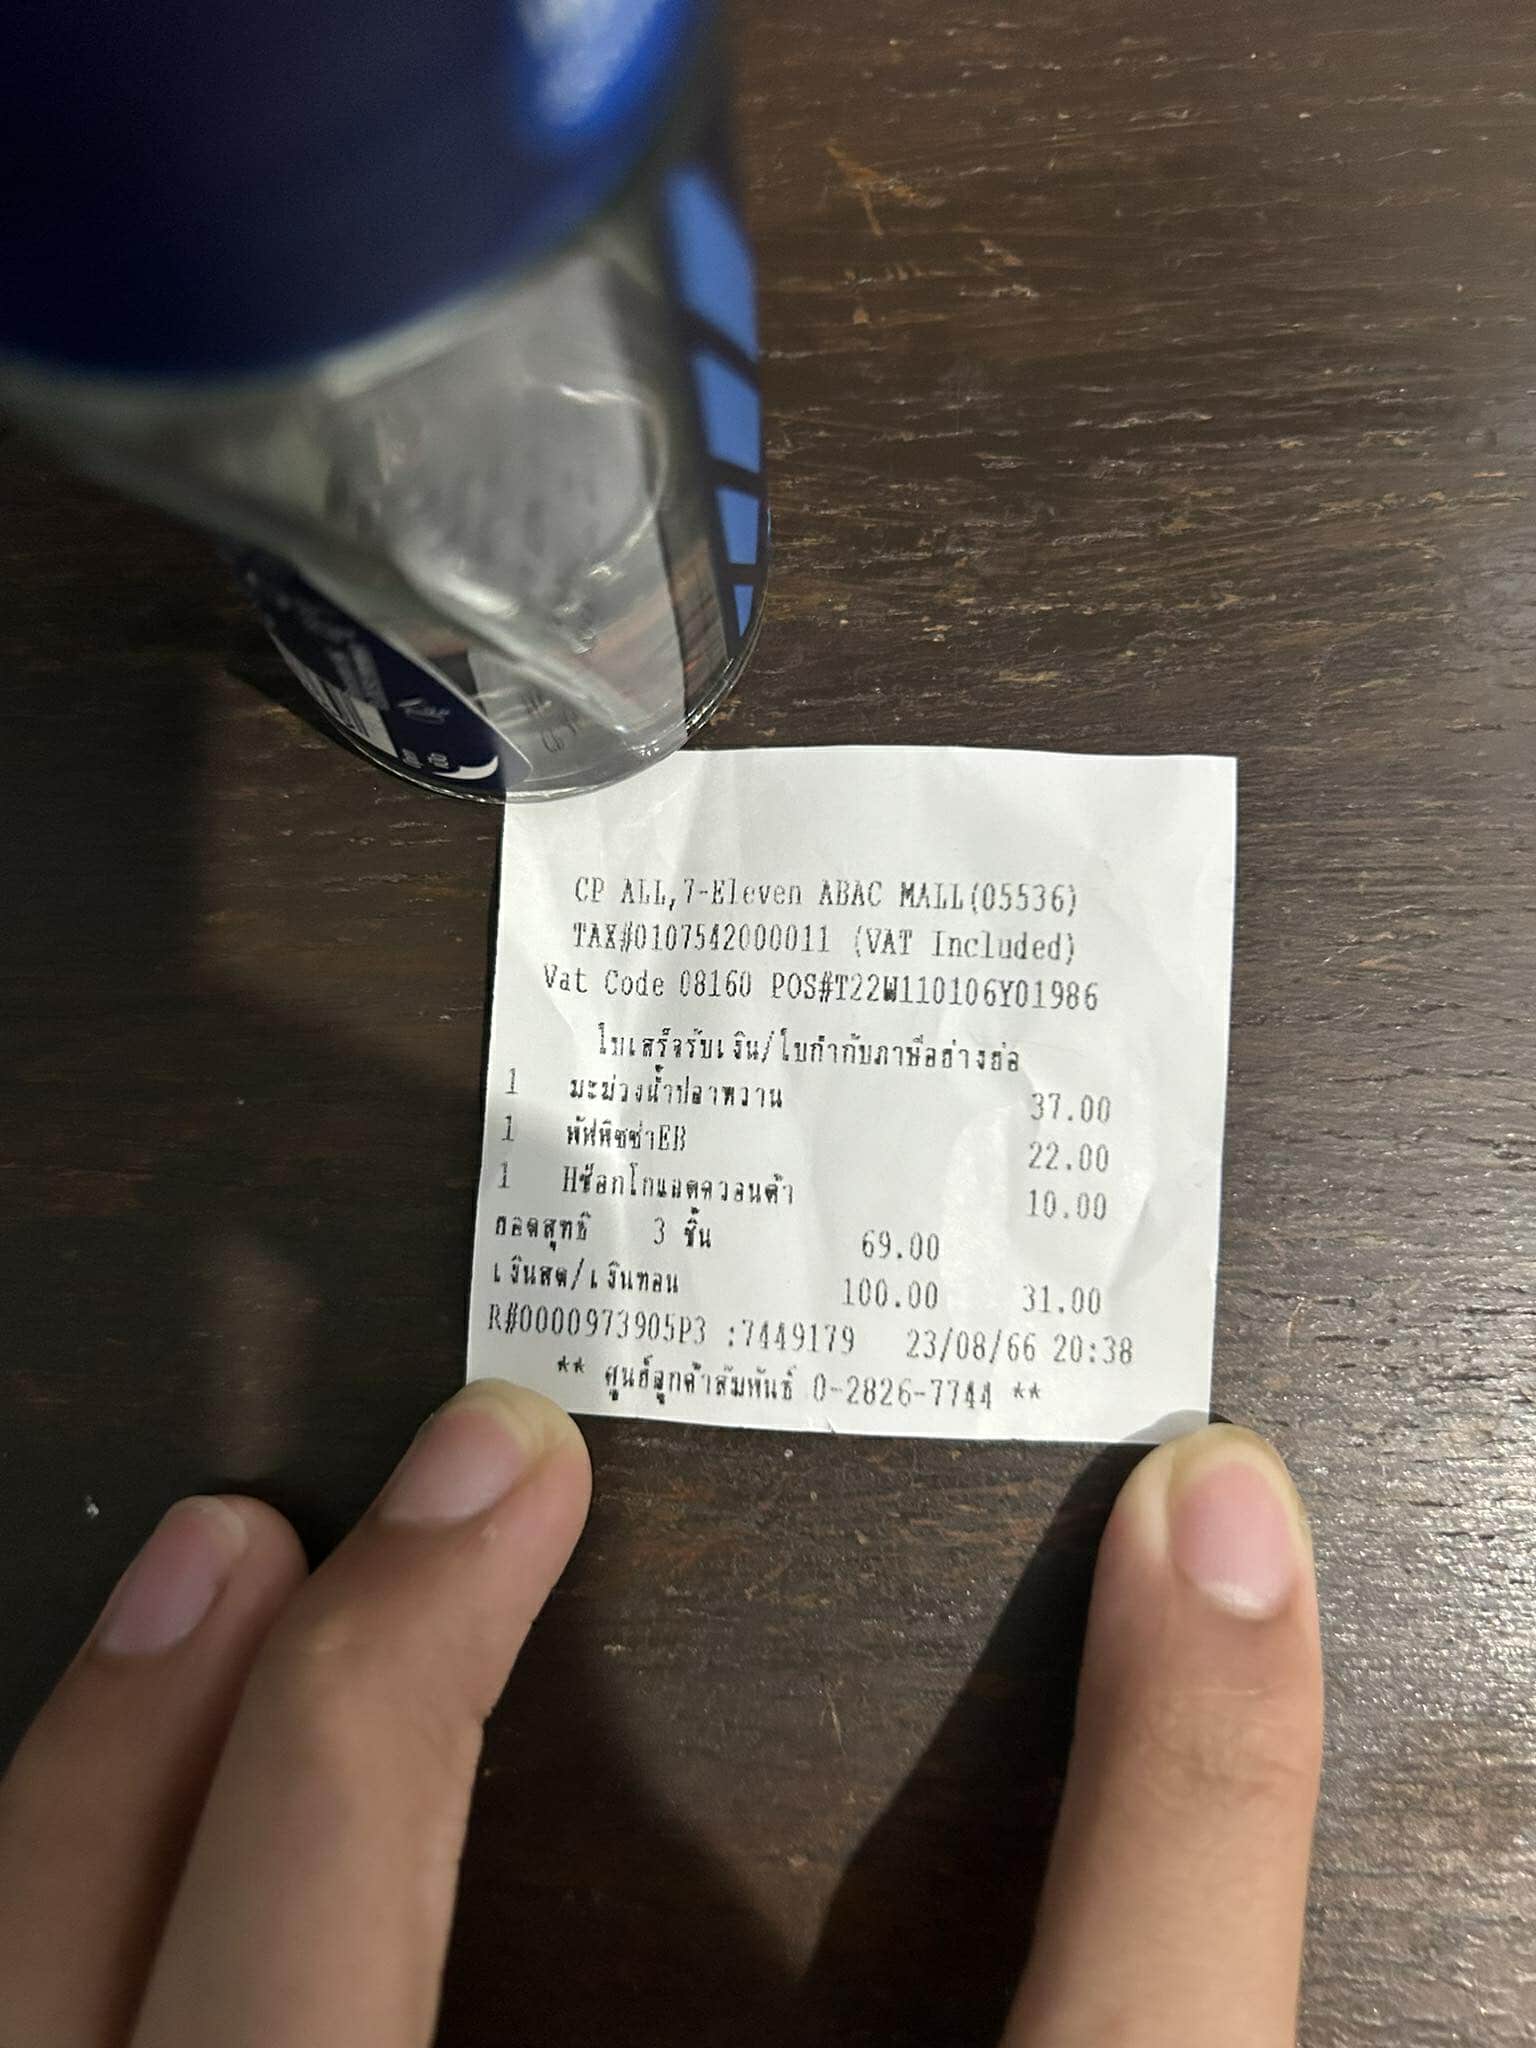 CP ALL,7-Eleven ABAC MALL(05536)
TAX#0107542000011 (VAT Included)
Vat Code 08160 POS#T22W110106Y01986
ใบเสร็จรับเงิน/ใบกำกับภาษีอย่างย่อ
1 มะม่วงน้ำปลาหวาน 37.00
1 พัฟพิซซ่าEB 22.00
1 Hช็อกโกแลตควอนต้า 10.00
ยอดสุทธิ 3 ชิ้น 69.00
เงินสด/เงินทอน 100.00 31.00
R#0000973905P3 :7449179 23/08/66 20:38
** ศูนย์ลูกค้าสัมพันธ์ 0-2826-7744 **